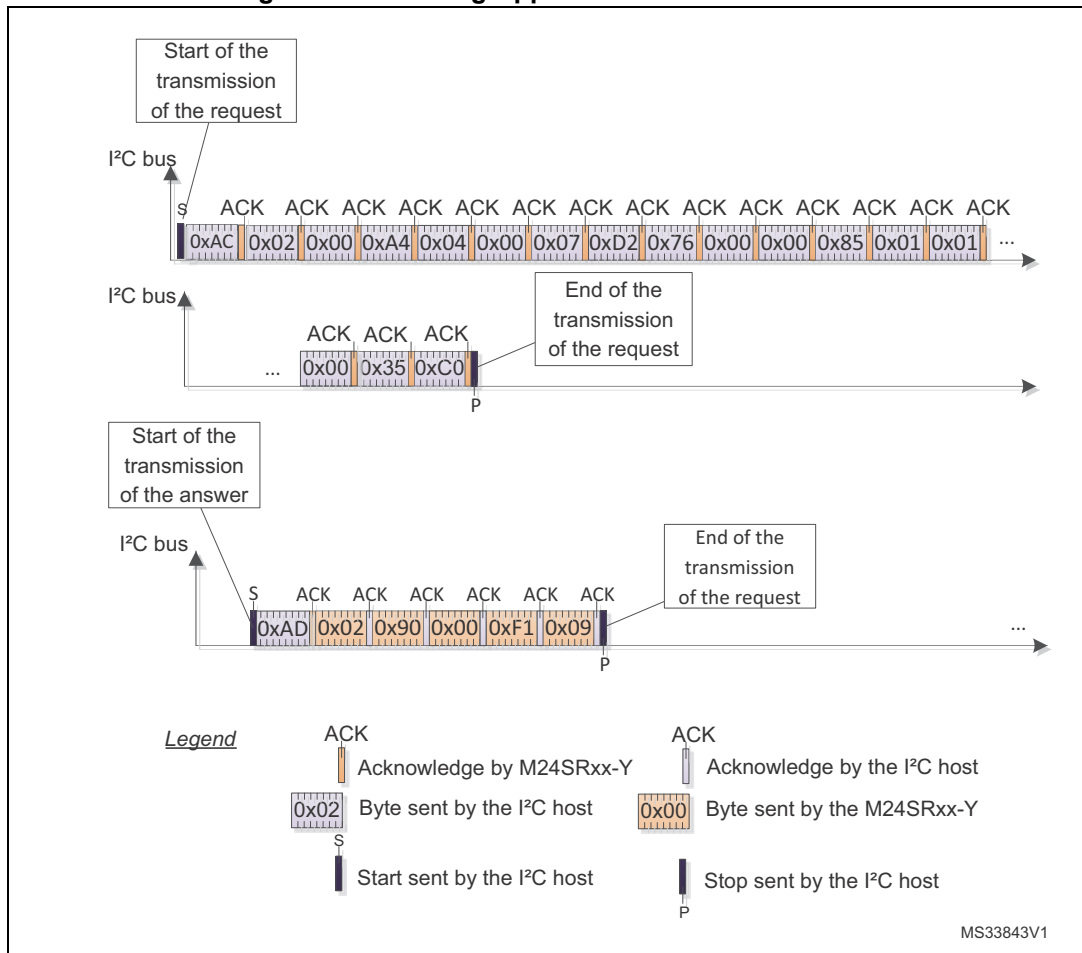 Start of the
transmission
of the request
I²C bus
S ACK ACK ACK ACK ACK ACK ACK ACK ACK ACK ACK ACK ACK ACK
0xAC 0x02 0x00 0xA4 0x04 0x00 0x07 0xD2 0x76 0x00 0x00 0x85 0x01 0x01 ...
I²C bus
End of the
transmission
of the request
ACK ACK ACK
... 0x00 0x35 0xC0
P
Start of the
transmission
of the answer
I²C bus
End of the
transmission
of the request
S ACK ACK ACK ACK ACK ACK
0xAD 0x02 0x90 0x00 0xF1 0x09 ...
P
Legend
ACK
Acknowledge by M24SRxx-Y
ACK
Acknowledge by the I²C host
0x02 Byte sent by the I²C host
0x00 Byte sent by the M24SRxx-Y
S
Start sent by the I²C host
Stop sent by the I²C host
P
MS33843V1